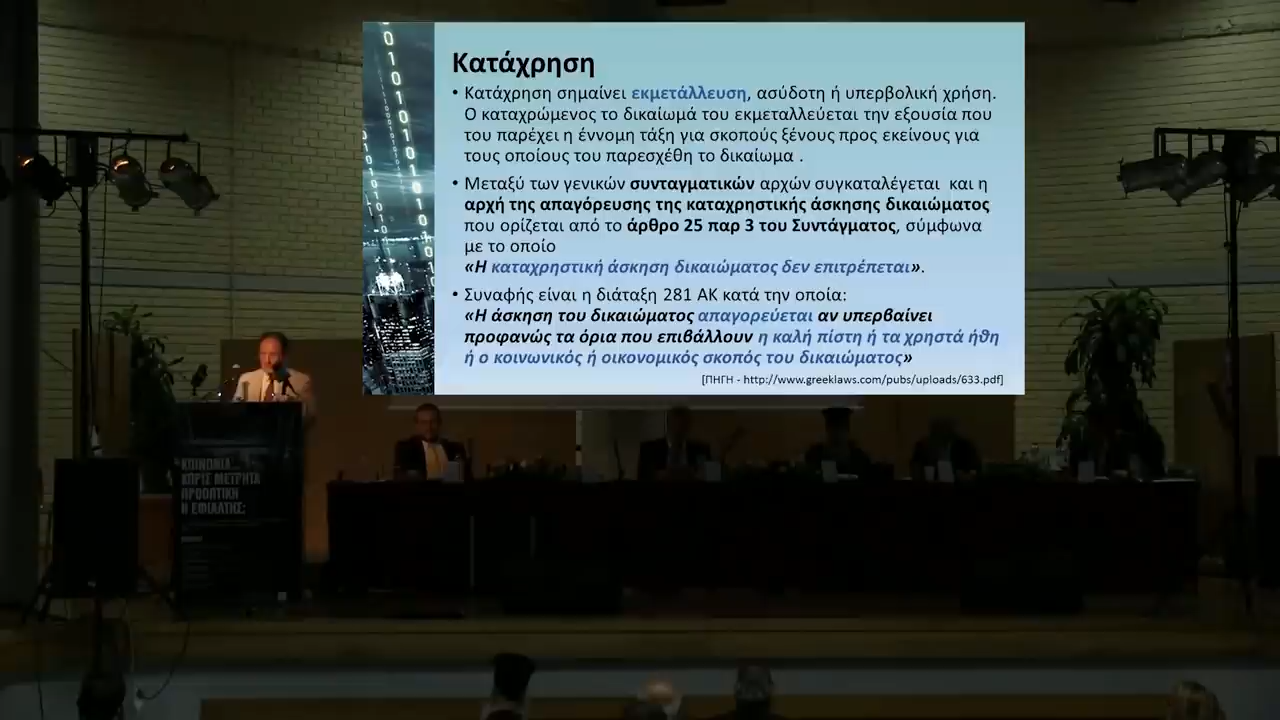 Κατάχρηση
• Κατάχρηση σημαίνει εκμετάλλευση, ασύδοτη ή υπερβολική χρήση.
Ο καταχρώμενος το δικαίωμά του εκμεταλλεύεται την εξουσία που
του παρέχει η έννομη τάξη για σκοπούς ξένους προς εκείνους για
τους οποίους του παρεσχέθη το δικαίωμα .
• Μεταξύ των γενικών συνταγματικών αρχών συγκαταλέγεται και η
αρχή της απαγόρευσης της καταχρηστικής άσκησης δικαιώματος
που ορίζεται από το άρθρο 25 παρ 3 του Συντάγματος, σύμφωνα
με το οποίο
«Η καταχρηστική άσκηση δικαιώματος δεν επιτρέπεται».
• Συναφής είναι η διάταξη 281 ΑΚ κατά την οποία:
«Η άσκηση του δικαιώματος απαγορεύεται αν υπερβαίνει
προφανώς τα όρια που επιβάλλουν η καλή πίστη ή τα χρηστά ήθη
ή ο κοινωνικός ή οικονομικός σκοπός του δικαιώματος»
[ΠΗΓΗ - http://www.greeklaws.com/pubs/uploads/633.pdf]
ΚΟΙΝΩΝΙΑ
ΧΩΡΙΣ ΜΕΤΡΗΤΑ
ΠΡΟΟΠΤΙΚΗ
Η ΕΦΙΑΛΤΗΣ;